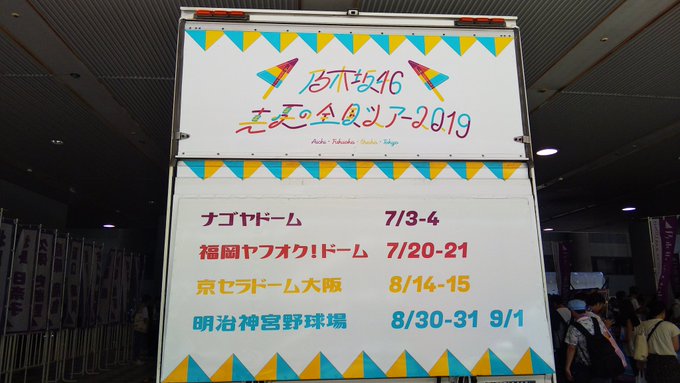 乃木坂46
真夏の全国ツアー2019
Aichi・Fukuoka・Osaka・Tokyo
ナゴヤドーム 7/3-4
福岡ヤフオク!ドーム 7/20-21
京セラドーム大阪 8/14-15
明治神宮野球場 8/30-31 9/1